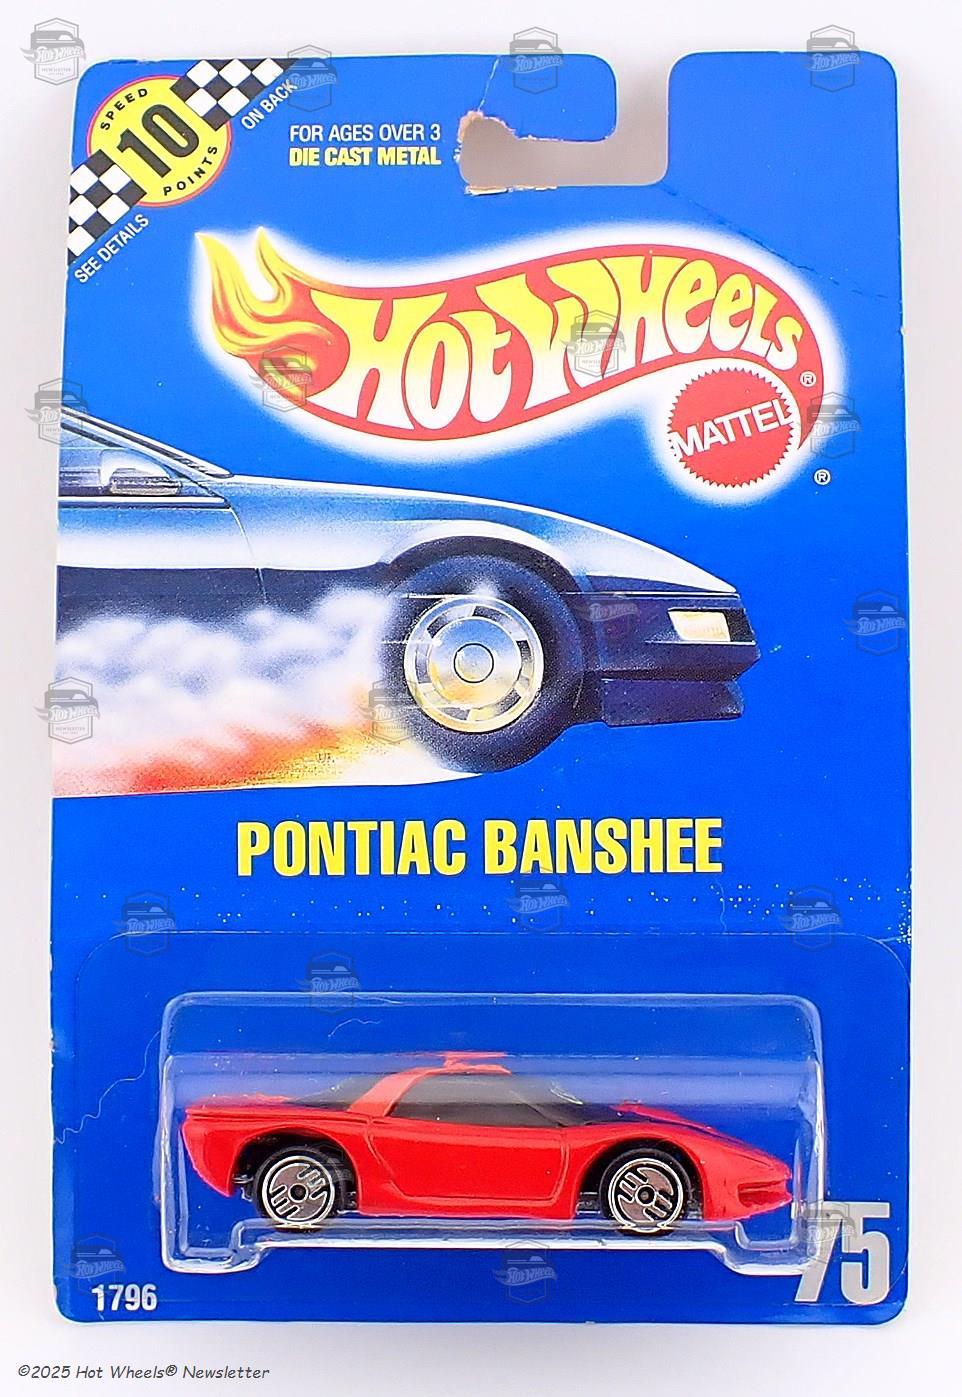 SPEED
10
POINTS
ON BACK
SEE DETAILS
FOR AGES OVER 3
DIE CAST METAL
Hot Wheels®
MATTEL
®
PONTIAC BANSHEE
75
1796
©2025 Hot Wheels® Newsletter